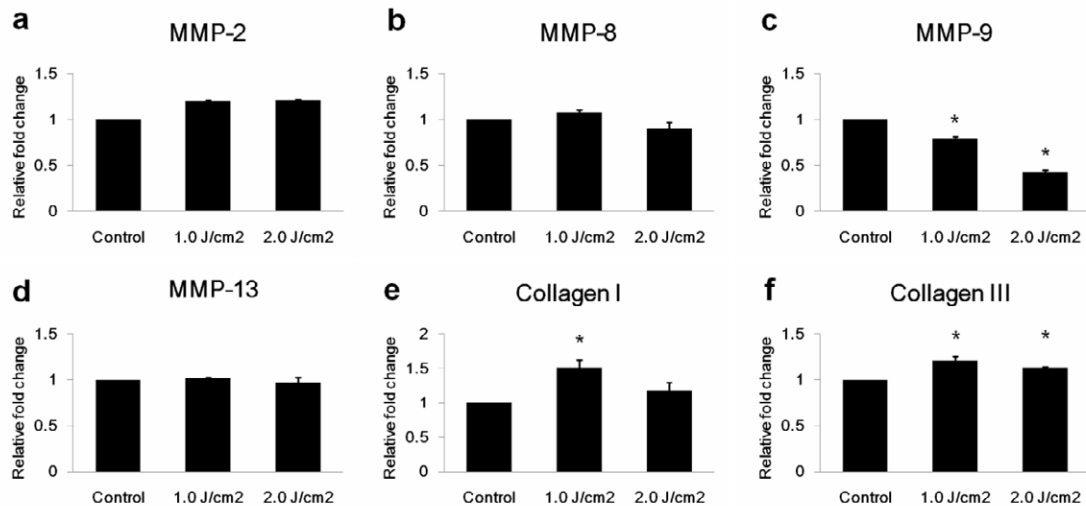 a
MMP-2
Relative fold change
1.5
1
0.5
0
Control 1.0 J/cm2 2.0 J/cm2
b
MMP-8
Relative fold change
1.5
1
0.5
0
Control 1.0 J/cm2 2.0 J/cm2
c
MMP-9
Relative fold change
1.5
1
0.5
0
*
*
Control 1.0 J/cm2 2.0 J/cm2
d
MMP-13
Relative fold change
1.5
1
0.5
0
Control 1.0 J/cm2 2.0 J/cm2
e
Collagen I
Relative fold change
2
1.5
1
0.5
0
*
Control 1.0 J/cm2 2.0 J/cm2
f
Collagen III
Relative fold change
1.5
1
0.5
0
* *
Control 1.0 J/cm2 2.0 J/cm2